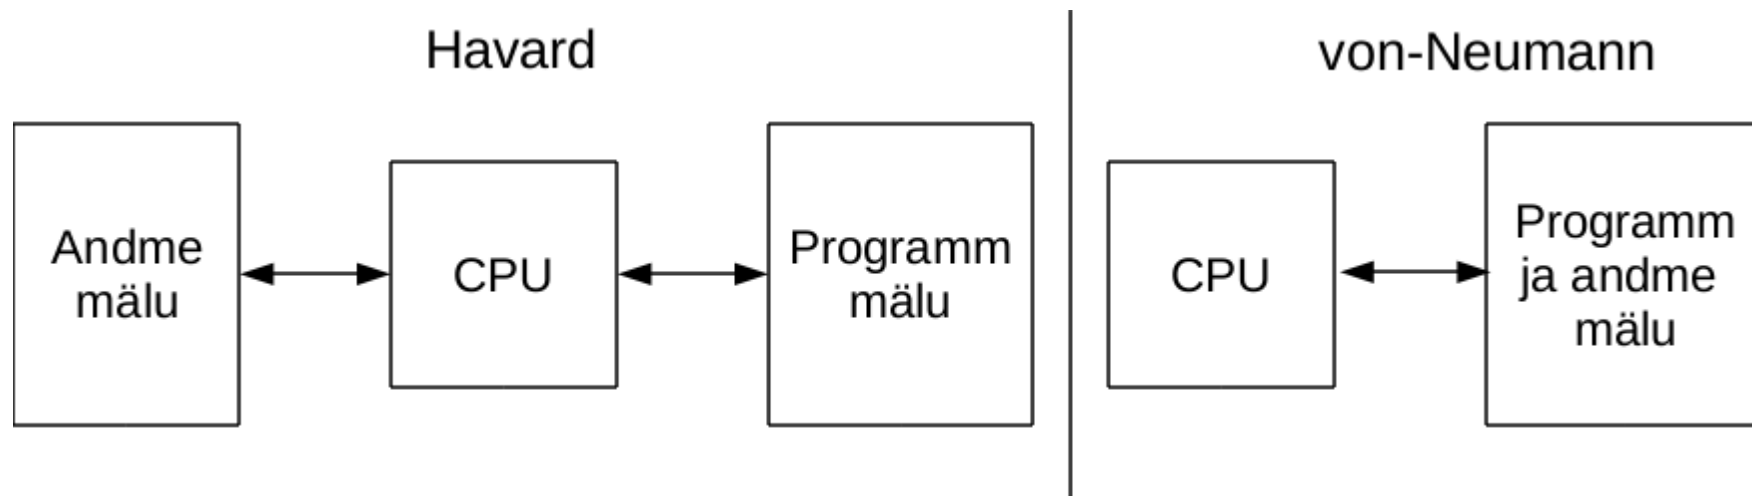 Havard
Andme
mälu
CPU
Programm
mälu
von-Neumann
CPU
Programm
ja andme
mälu